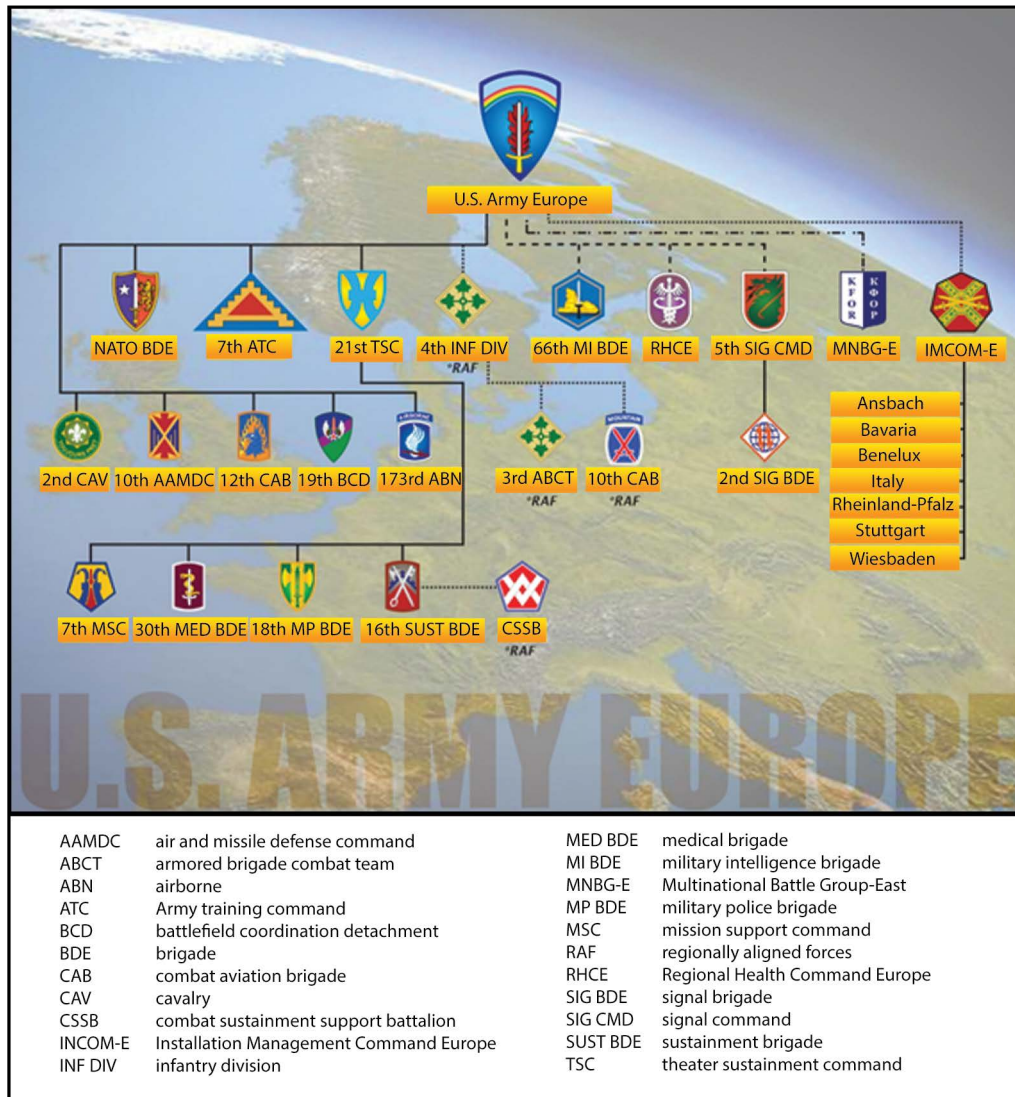 U.S. Army Europe
NATO BDE
7th ATC
21st TSC
4th INF DIV
*RAF
66th MI BDE
RHCE
5th SIG CMD
KFOR
КФОР
MNBG-E
IMCOM-E
2nd CAV
10th AAMDC
12th CAB
19th BCD
AIRBORNE
173rd ABN
3rd ABCT
*RAF
MOUNTAIN
10th CAB
*RAF
2nd SIG BDE
Ansbach
Bavaria
Benelux
Italy
Rheinland-Pfalz
Stuttgart
Wiesbaden
7th MSC
30th MED BDE
18th MP BDE
16th SUST BDE
CSSB
*RAF
U.S. ARMY EUROPE
AAMDC air and missile defense command
ABCT armored brigade combat team
ABN airborne
ATC Army training command
BCD battlefield coordination detachment
BDE brigade
CAB combat aviation brigade
CAV cavalry
CSSB combat sustainment support battalion
INCOM-E Installation Management Command Europe
INF DIV infantry division
MED BDE medical brigade
MI BDE military intelligence brigade
MNBG-E Multinational Battle Group-East
MP BDE military police brigade
MSC mission support command
RAF regionally aligned forces
RHCE Regional Health Command Europe
SIG BDE signal brigade
SIG CMD signal command
SUST BDE sustainment brigade
TSC theater sustainment command